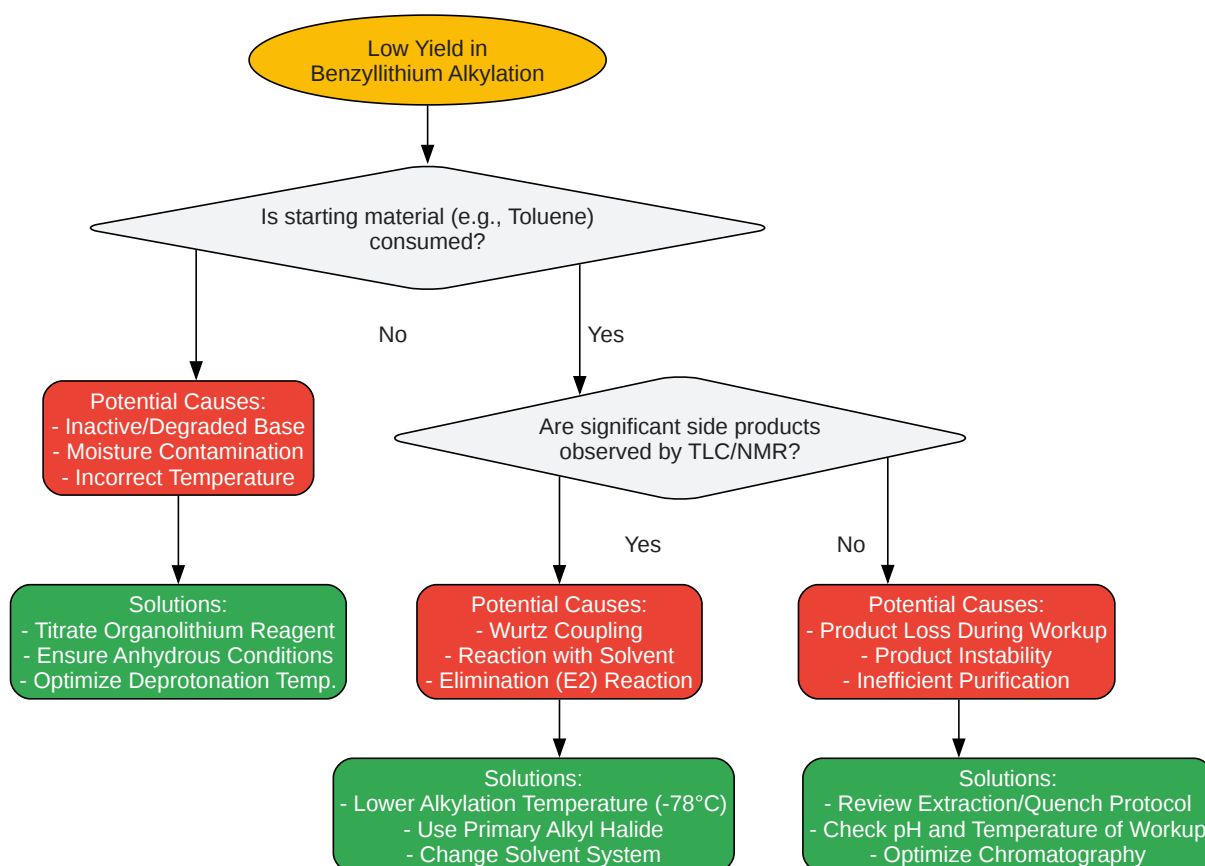 Low Yield in
Benzyllithium Alkylation
Is starting material (e.g., Toluene)
consumed?
No
Yes
Potential Causes:
- Inactive/Degraded Base
- Moisture Contamination
- Incorrect Temperature
Are significant side products
observed by TLC/NMR?
Yes
No
Solutions:
- Titrate Organolithium Reagent
- Ensure Anhydrous Conditions
- Optimize Deprotonation Temp.
Potential Causes:
- Wurtz Coupling
- Reaction with Solvent
- Elimination (E2) Reaction
Potential Causes:
- Product Loss During Workup
- Product Instability
- Inefficient Purification
Solutions:
- Lower Alkylation Temperature (-78°C)
- Use Primary Alkyl Halide
- Change Solvent System
Solutions:
- Review Extraction/Quench Protocol
- Check pH and Temperature of Workup
- Optimize Chromatography